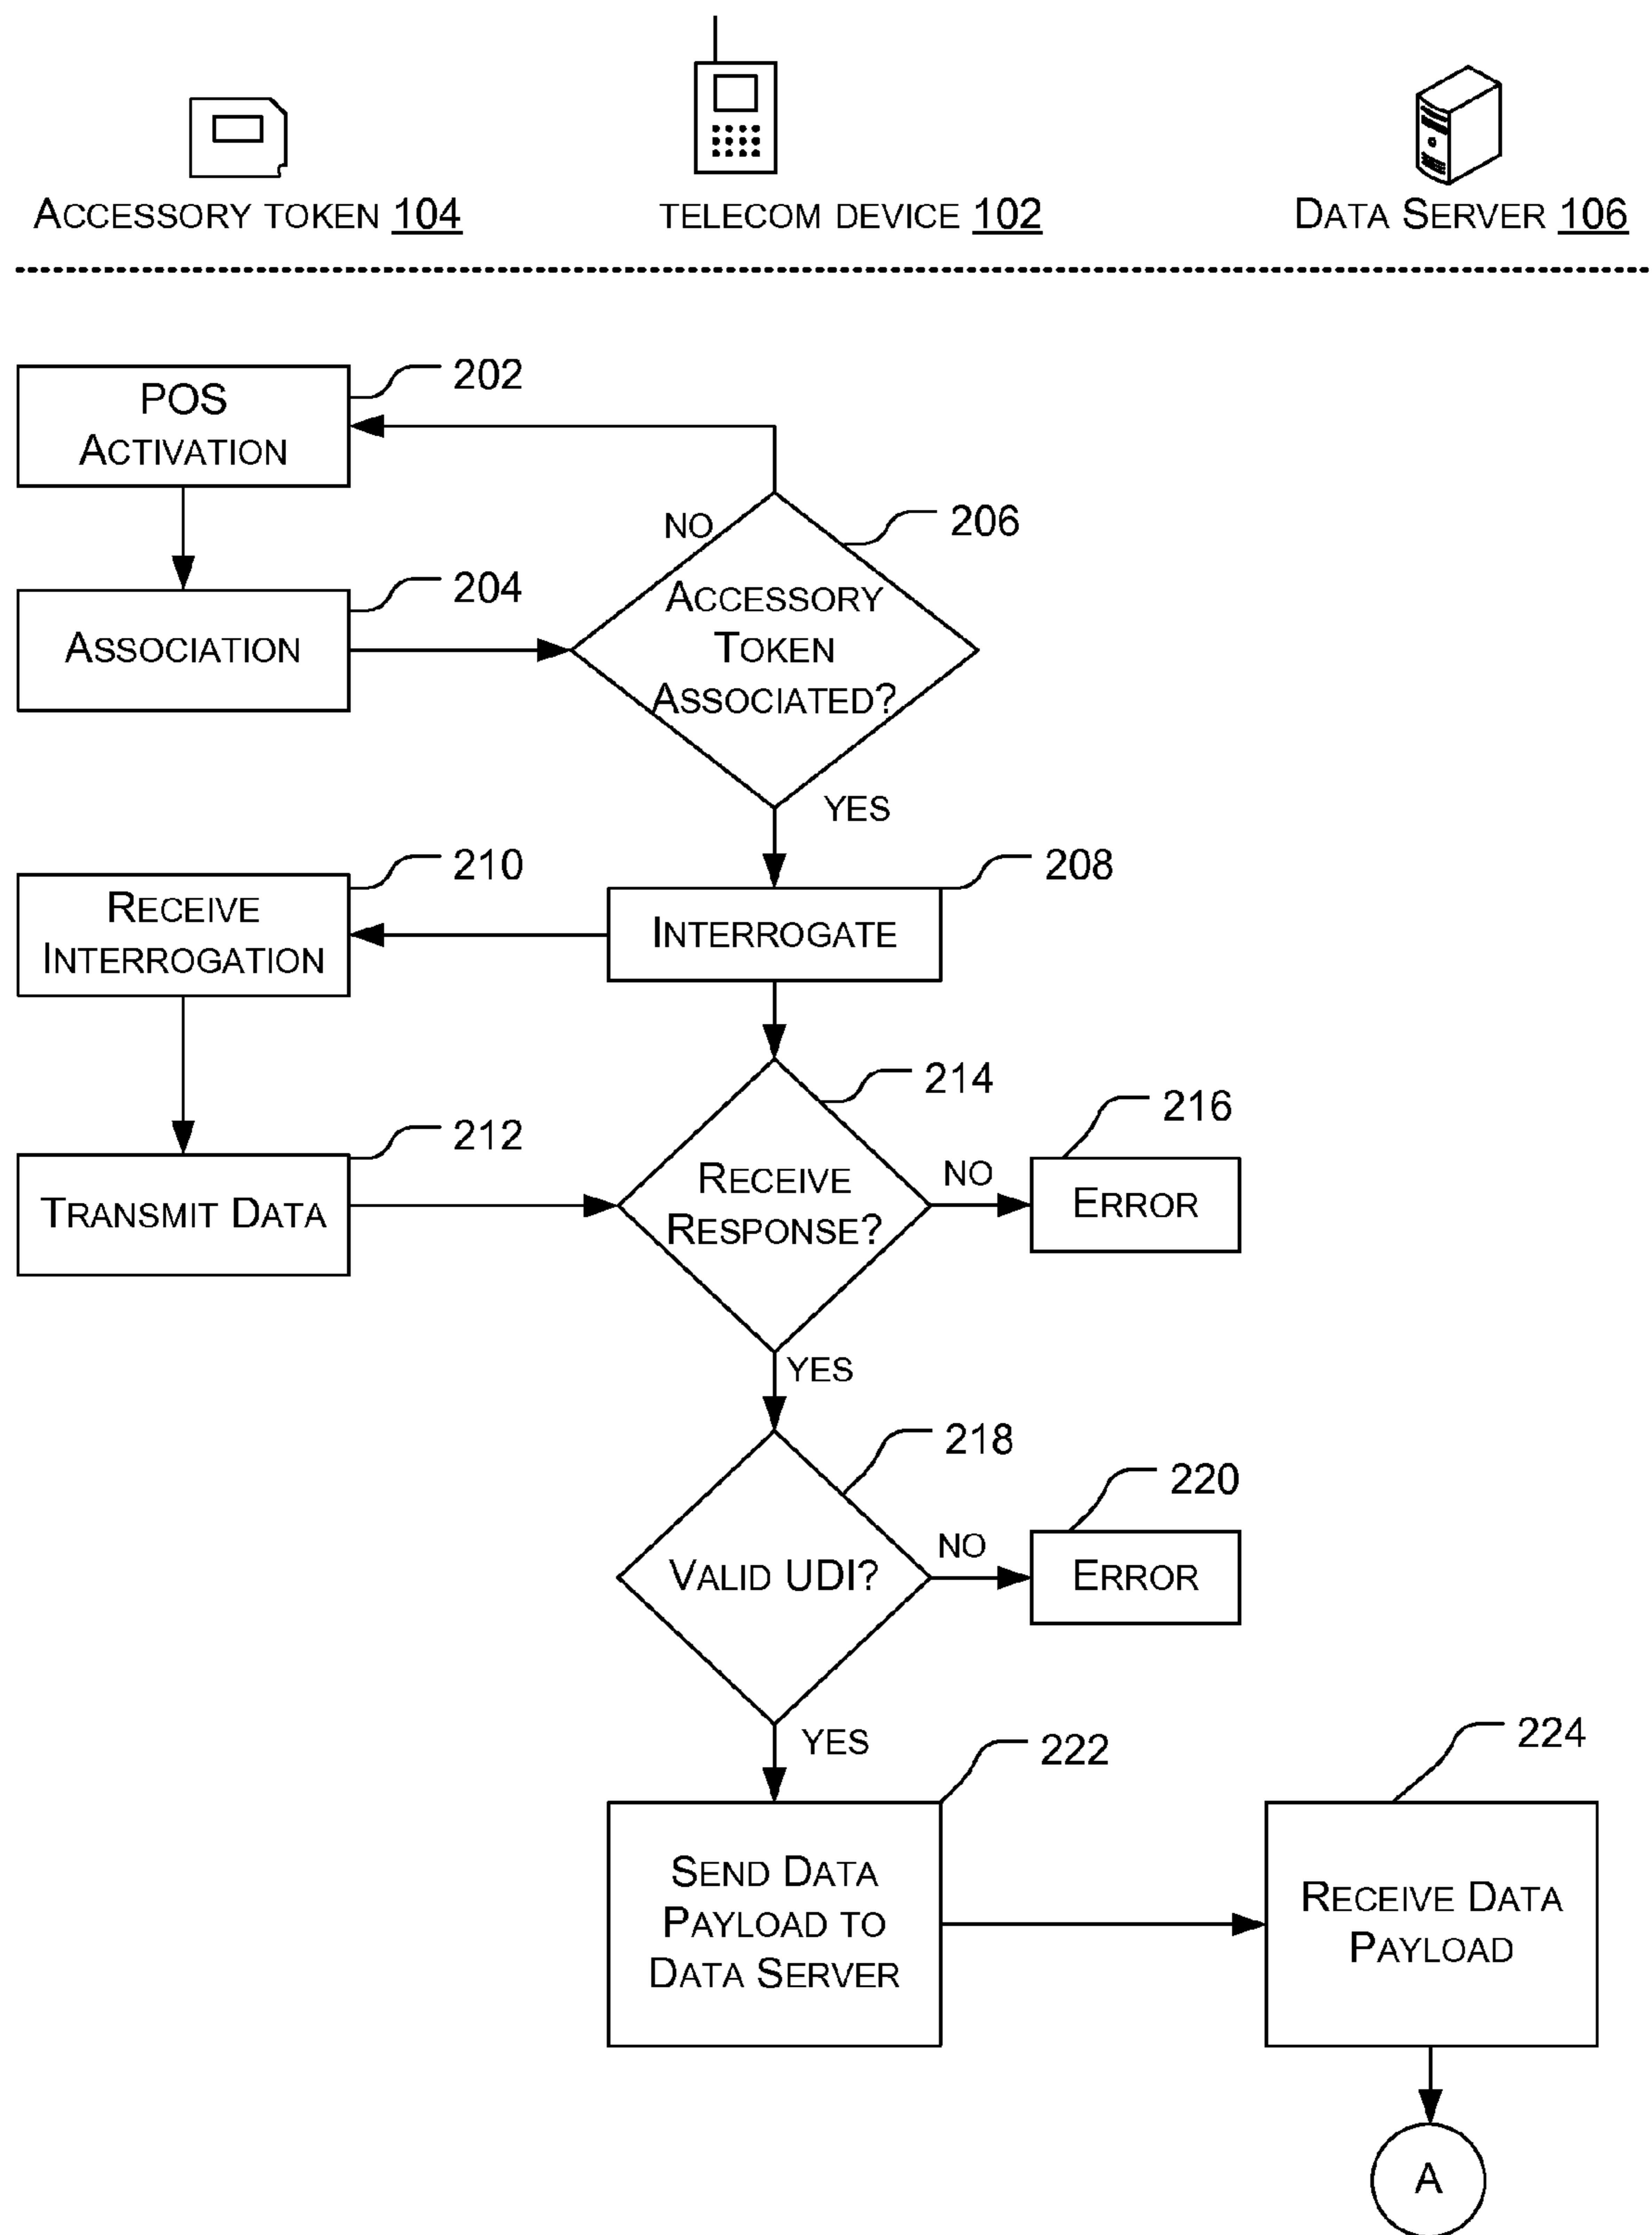 ACCESSORY TOKEN 104
TELECOM DEVICE 102
DATA SERVER 106
202
POS
ACTIVATION
206
NO
204
ASSOCIATION
ACCESSORY
TOKEN
ASSOCIATED?
YES
210
208
RECEIVE
INTERROGATION
INTERROGATE
214
216
212
TRANSMIT DATA
RECEIVE
RESPONSE?
NO
ERROR
YES
218
220
VALID UDI?
NO
ERROR
YES
222
224
SEND DATA
PAYLOAD TO
DATA SERVER
RECEIVE DATA
PAYLOAD
A